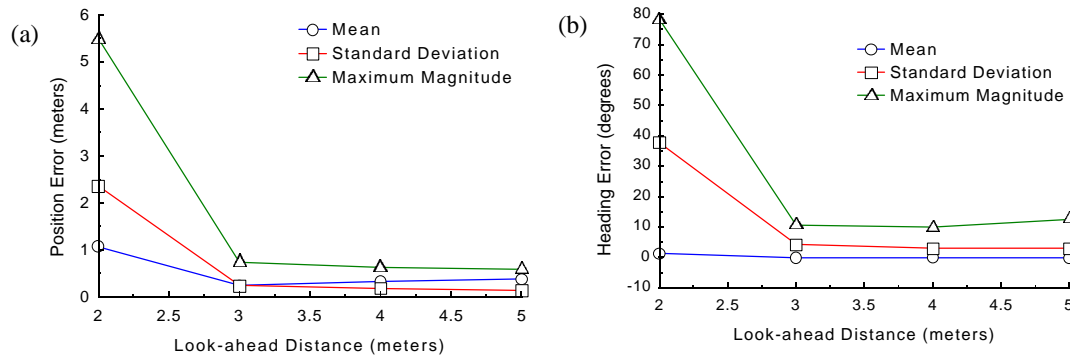 (a)
6
5
4
3
2
1
0
Position Error (meters)
Mean
Standard Deviation
Maximum Magnitude
2
2.5
3
3.5
4
4.5
5
Look-ahead Distance (meters)
(b)
80
70
60
50
40
30
20
10
0
-10
Heading Error (degrees)
Mean
Standard Deviation
Maximum Magnitude
2
2.5
3
3.5
4
4.5
5
Look-ahead Distance (meters)